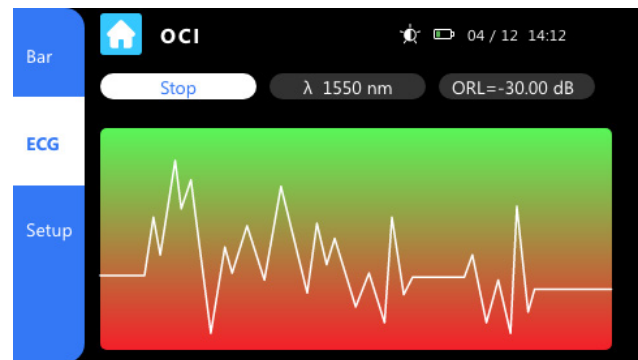 OCI 04 / 12 14:12
Bar
Stop λ 1550 nm ORL=-30.00 dB
ECG
Setup